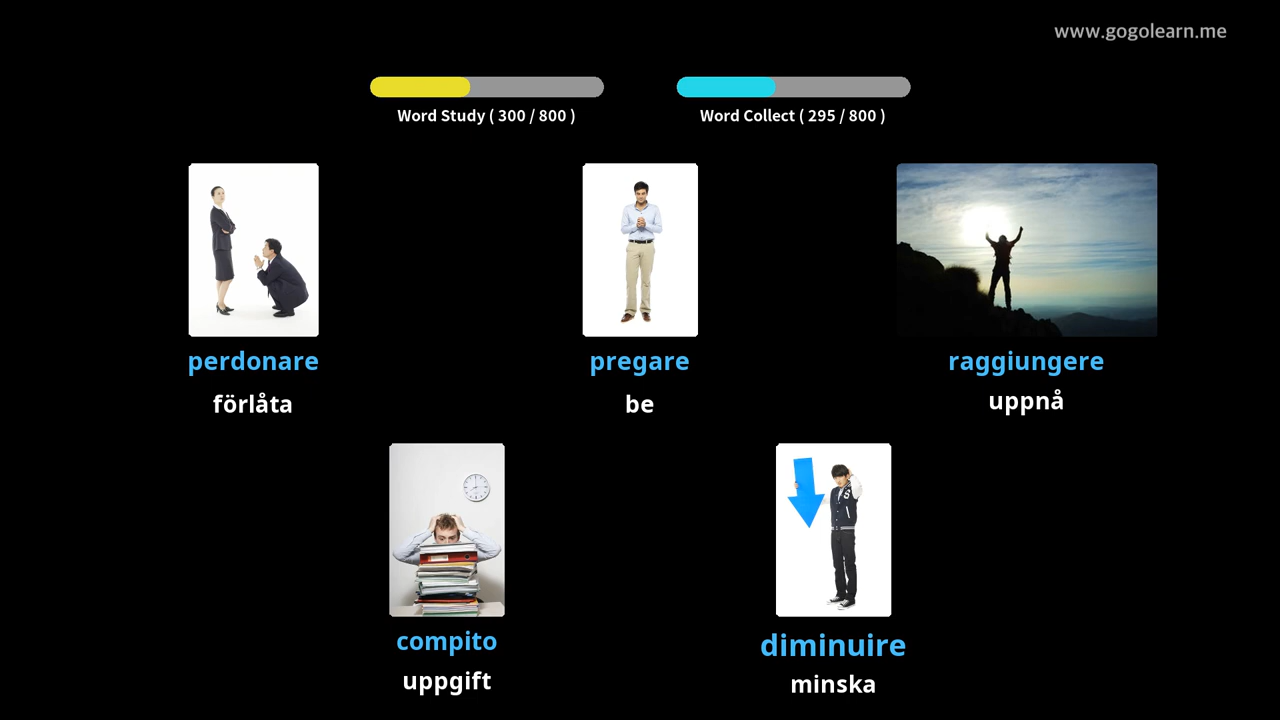 www.gogolearn.me
Word Study ( 300 / 800 )
Word Collect ( 295 / 800 )
perdonare
förlåta
pregare
be
raggiungere
uppnå
compito
uppgift
diminuire
minska